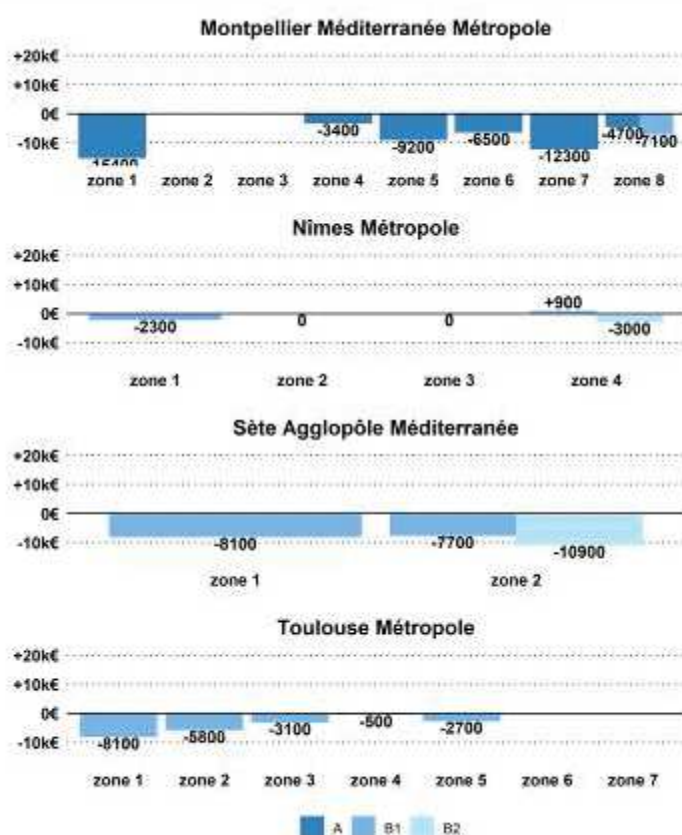 Montpellier Méditerranée Métropole
+20k€
+10k€
0€
-10k€
-15400 -3400 -9200 -6500 -12300 -4700 -7100
zone 1 zone 2 zone 3 zone 4 zone 5 zone 6 zone 7 zone 8
Nîmes Métropole
+20k€
+10k€
0€
-10k€
-2300 0 0 +900 -3000
zone 1 zone 2 zone 3 zone 4
Sète Agglopôle Méditerranée
+20k€
+10k€
0€
-10k€
-8100 -7700 -10900
zone 1 zone 2
Toulouse Métropole
+20k€
+10k€
0€
-10k€
-8100 -5800 -3100 -500 -2700
zone 1 zone 2 zone 3 zone 4 zone 5 zone 6 zone 7
A B1 B2